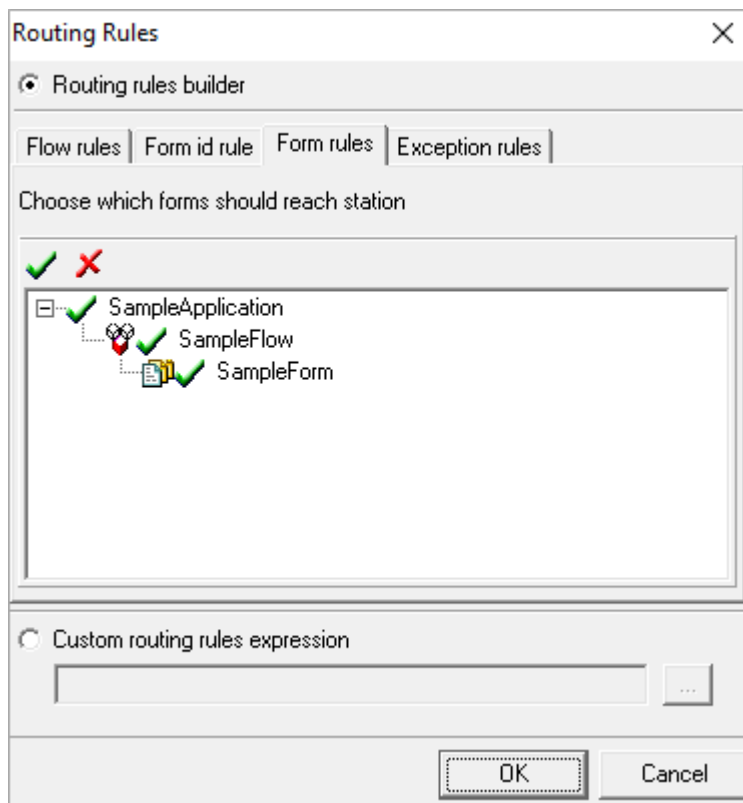 Routing Rules
Routing rules builder
Flow rules Form id rule Form rules Exception rules
Choose which forms should reach station
SampleApplication
SampleFlow
SampleForm
Custom routing rules expression
...
OK Cancel